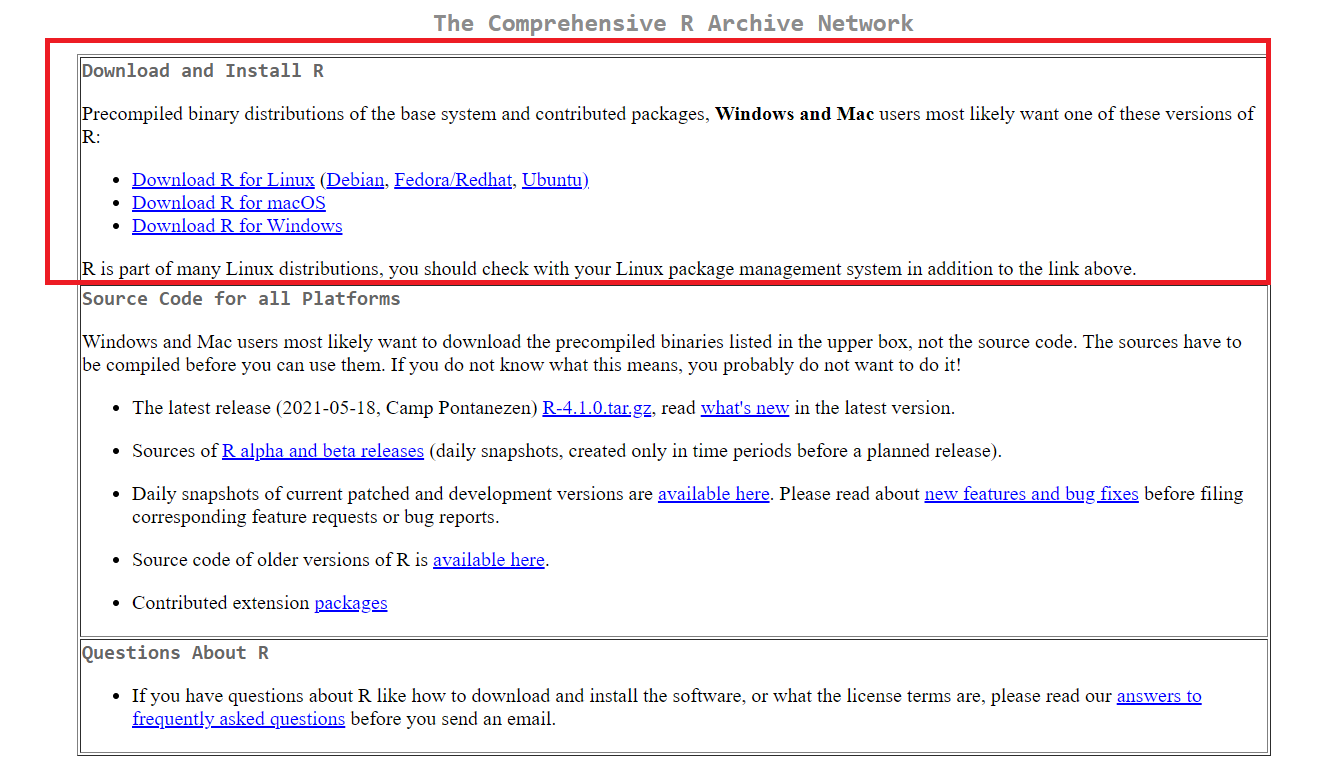 The Comprehensive R Archive Network
Download and Install R
Precompiled binary distributions of the base system and contributed packages, Windows and Mac users most likely want one of these versions of
R:
Download R for Linux (Debian, Fedora/Redhat, Ubuntu)
Download R for macOS
Download R for Windows
R is part of many Linux distributions, you should check with your Linux package management system in addition to the link above.
Source Code for all Platforms
Windows and Mac users most likely want to download the precompiled binaries listed in the upper box, not the source code. The sources have to
be compiled before you can use them. If you do not know what this means, you probably do not want to do it!
The latest release (2021-05-18, Camp Pontanezen) R-4.1.0.tar.gz, read what's new in the latest version.
Sources of R alpha and beta releases (daily snapshots, created only in time periods before a planned release).
Daily snapshots of current patched and development versions are available here. Please read about new features and bug fixes before filing
corresponding feature requests or bug reports.
Source code of older versions of R is available here.
Contributed extension packages
Questions About R
If you have questions about R like how to download and install the software, or what the license terms are, please read our answers to
frequently asked questions before you send an email.